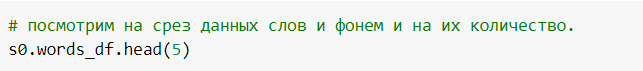 # посмотрим на срез данных слов и фонем и на их количество.
s0.words_df.head(5)